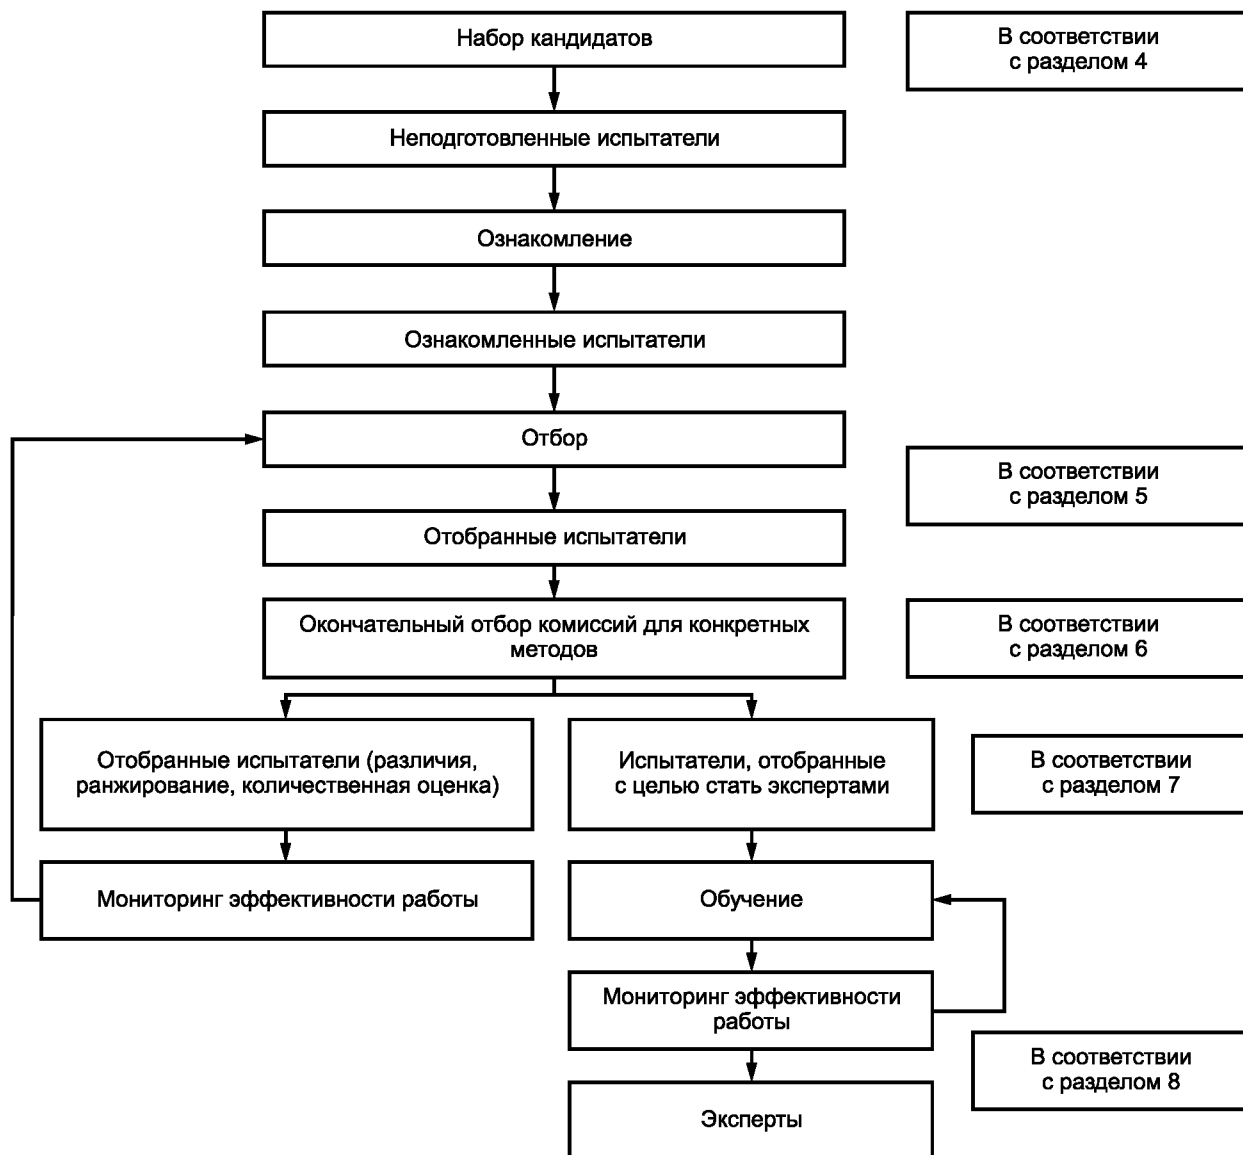 Набор кандидатов
В соответствии
с разделом 4
Неподготовленные испытатели
Ознакомление
Ознакомленные испытатели
Отбор
В соответствии
с разделом 5
Отобранные испытатели
Окончательный отбор комиссий для конкретных
методов
В соответствии
с разделом 6
Отобранные испытатели (различия,
ранжирование, количественная оценка)
Испытатели, отобранные
с целью стать экспертами
В соответствии
с разделом 7
Мониторинг эффективности работы
Обучение
Мониторинг эффективности
работы
В соответствии
с разделом 8
Эксперты